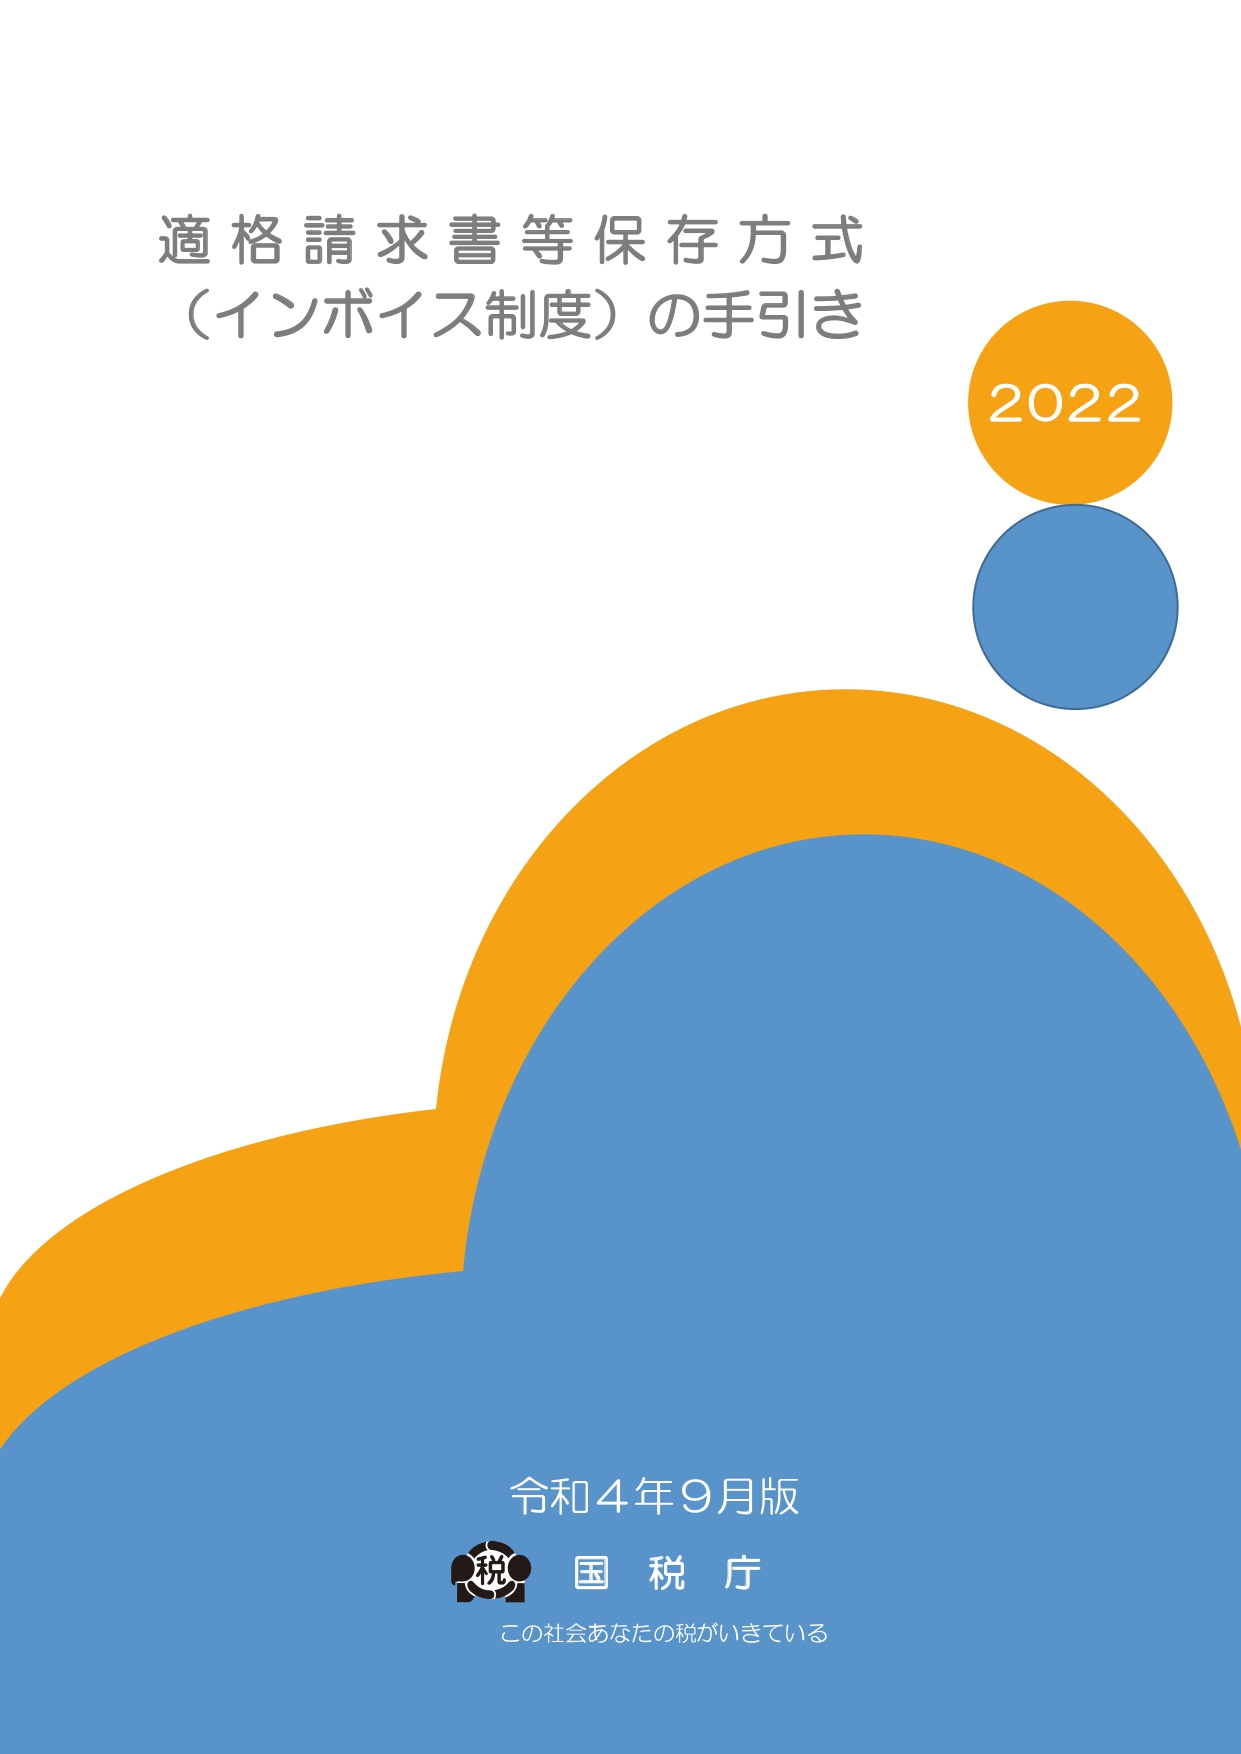 適格請求書等保存方式
（インボイス制度）の手引き
2022
令和４年９月版
税
国税庁
この社会あなたの税がいきている